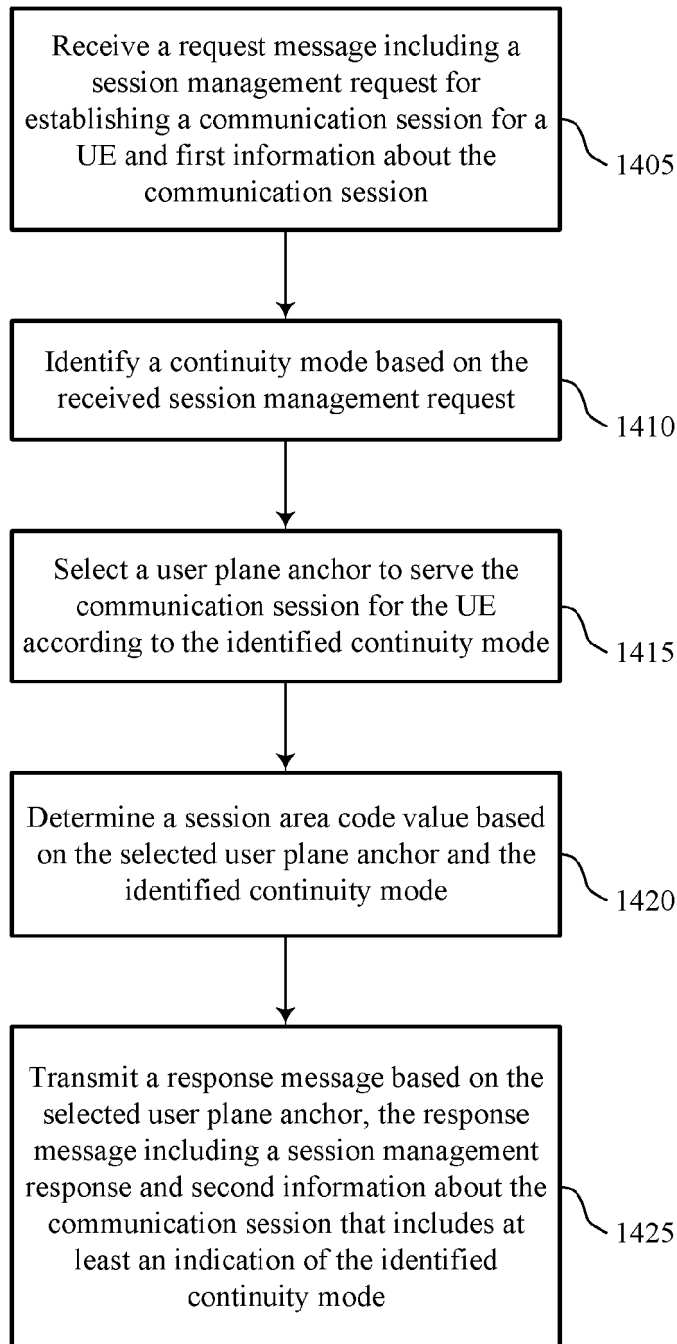 Receive a request message including a
session management request for
establishing a communication session for a
UE and first information about the
communication session
1405
Identify a continuity mode based on the
received session management request
1410
Select a user plane anchor to serve the
communication session for the UE
according to the identified continuity mode
1415
Determine a session area code value based
on the selected user plane anchor and the
identified continuity mode
1420
Transmit a response message based on the
selected user plane anchor, the response
message including a session management
response and second information about the
communication session that includes at
least an indication of the identified
continuity mode
1425